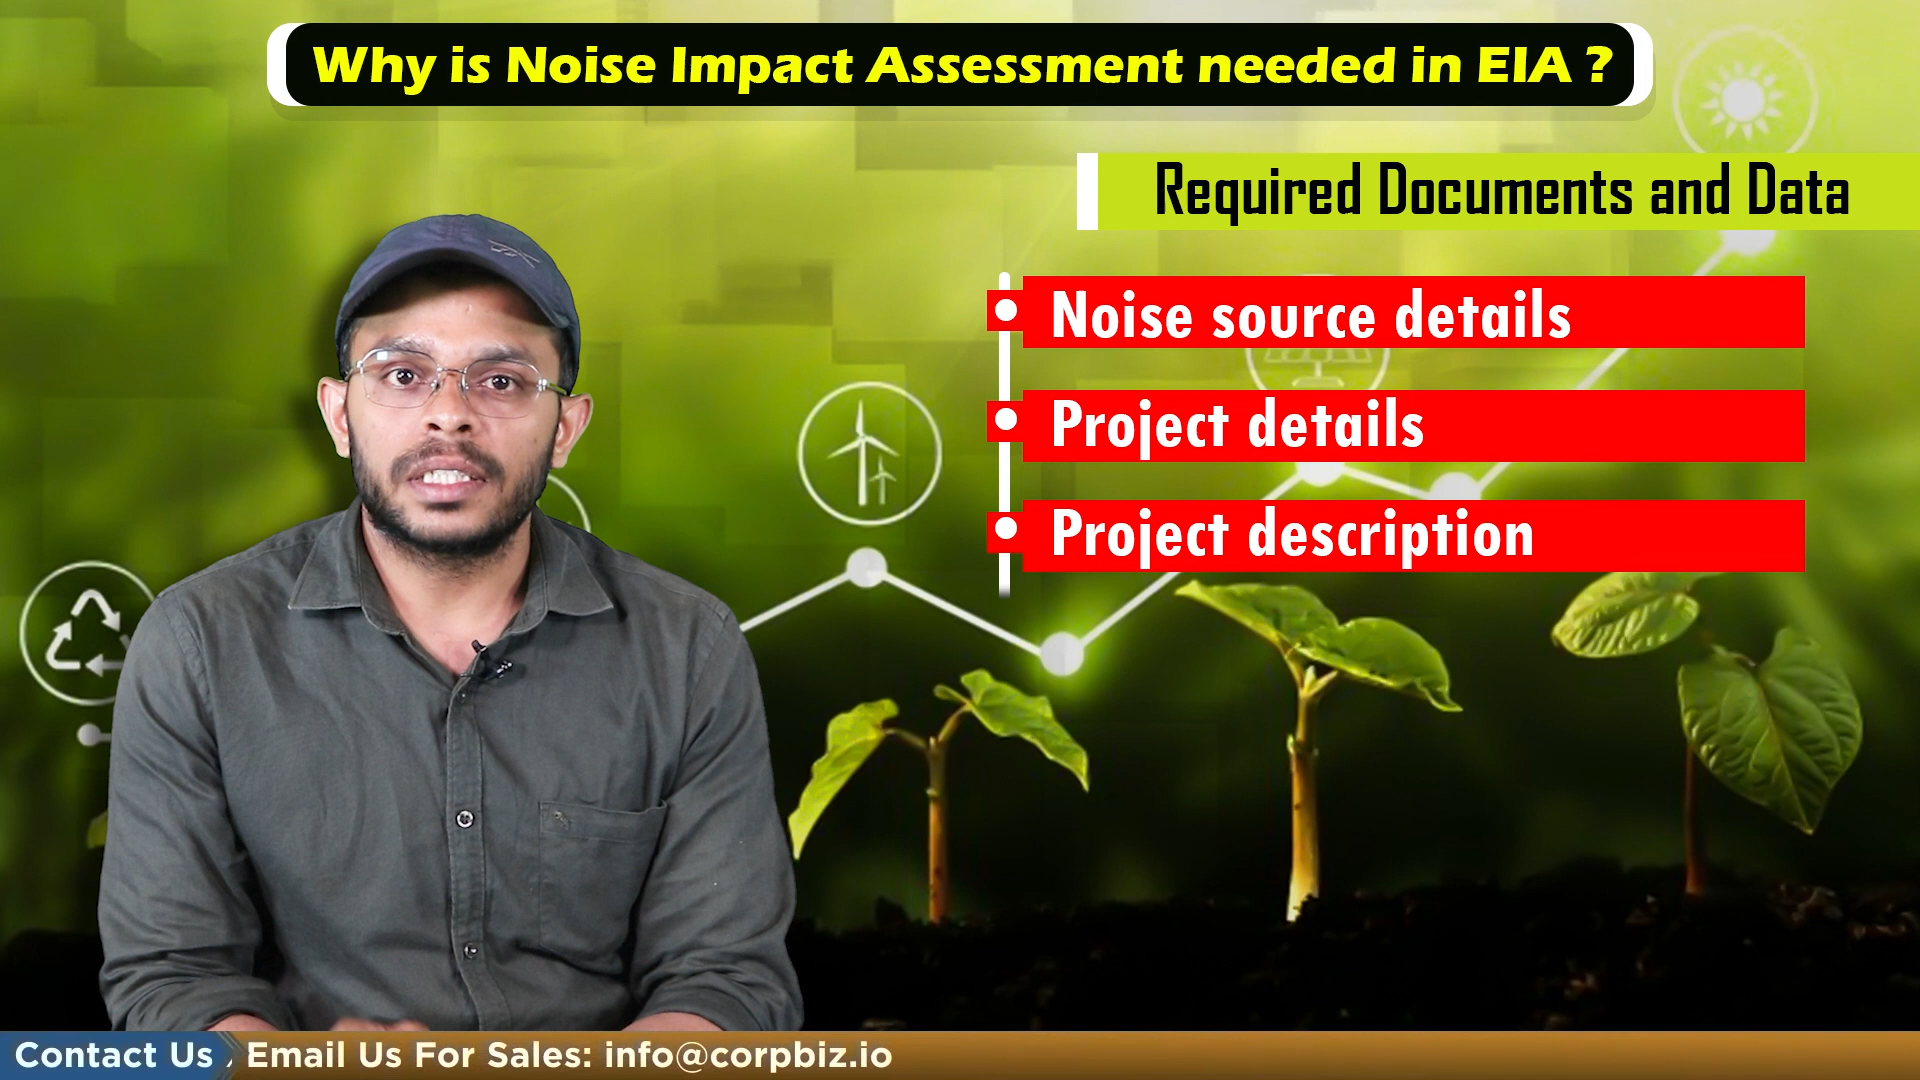 Why is Noise Impact Assessment needed in EIA ?
Required Documents and Data
Noise source details
Project details
Project description
Contact Us . Email Us For Sales: info@corpbiz.io